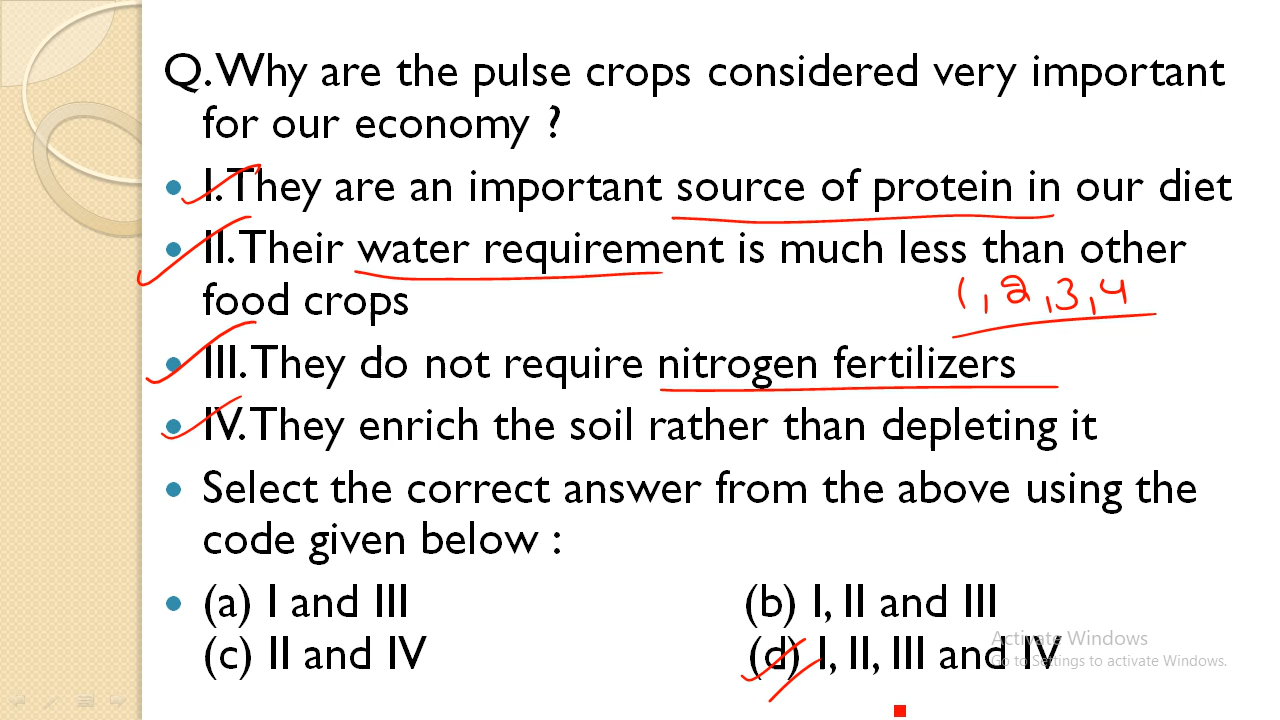 Q. Why are the pulse crops considered very important
for our economy ?
• I. They are an important source of protein in our diet
• II. Their water requirement is much less than other
food crops
1, 2, 3, 4
• III. They do not require nitrogen fertilizers
• IV. They enrich the soil rather than depleting it
• Select the correct answer from the above using the
code given below :
• (a) I and III (b) I, II and III
Activate Windows
(c) II and IV (d) I, II, III and IV
Go to Settings to activate Windows.